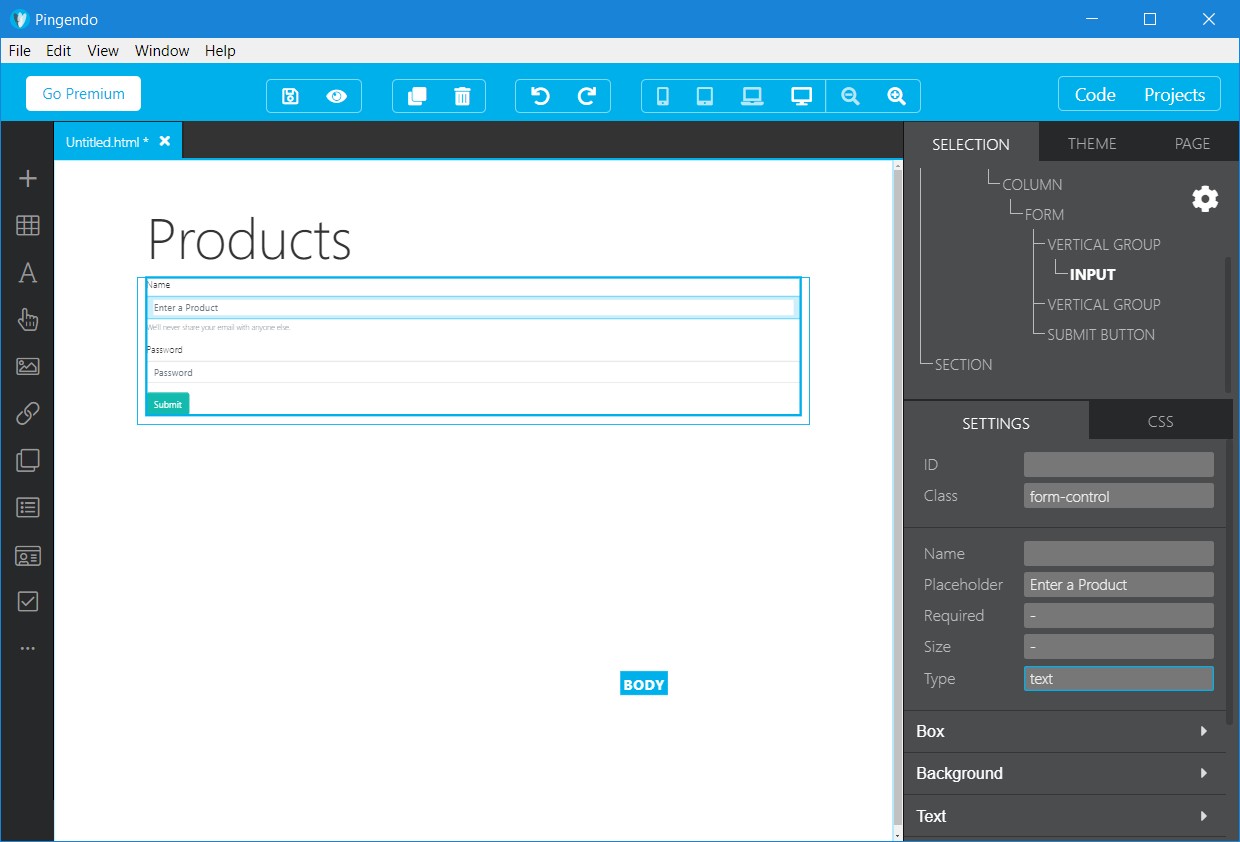 Pingendo
File Edit View Window Help
Go Premium
Code Projects
Untitled.html *
SELECTION THEME PAGE
Products
Name
Enter a Product
We'll never share your email with anyone else.
Password
Password
Submit
BODY
COLUMN
FORM
VERTICAL GROUP
INPUT
VERTICAL GROUP
SUBMIT BUTTON
SECTION
SETTINGS CSS
ID
Class form-control
Name
Placeholder Enter a Product
Required -
Size -
Type text
Box
Background
Text